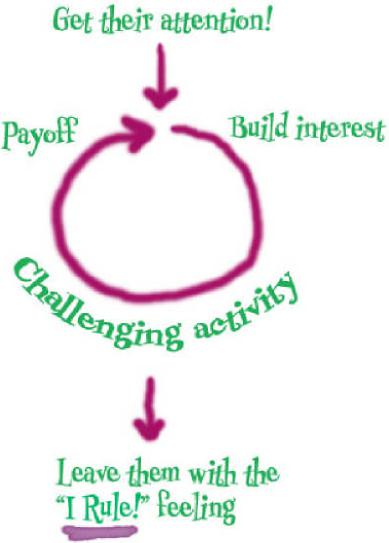 Get their attention!
Payoff
Build interest
Challenging activity
Leave them with the
"I Rule!" feeling